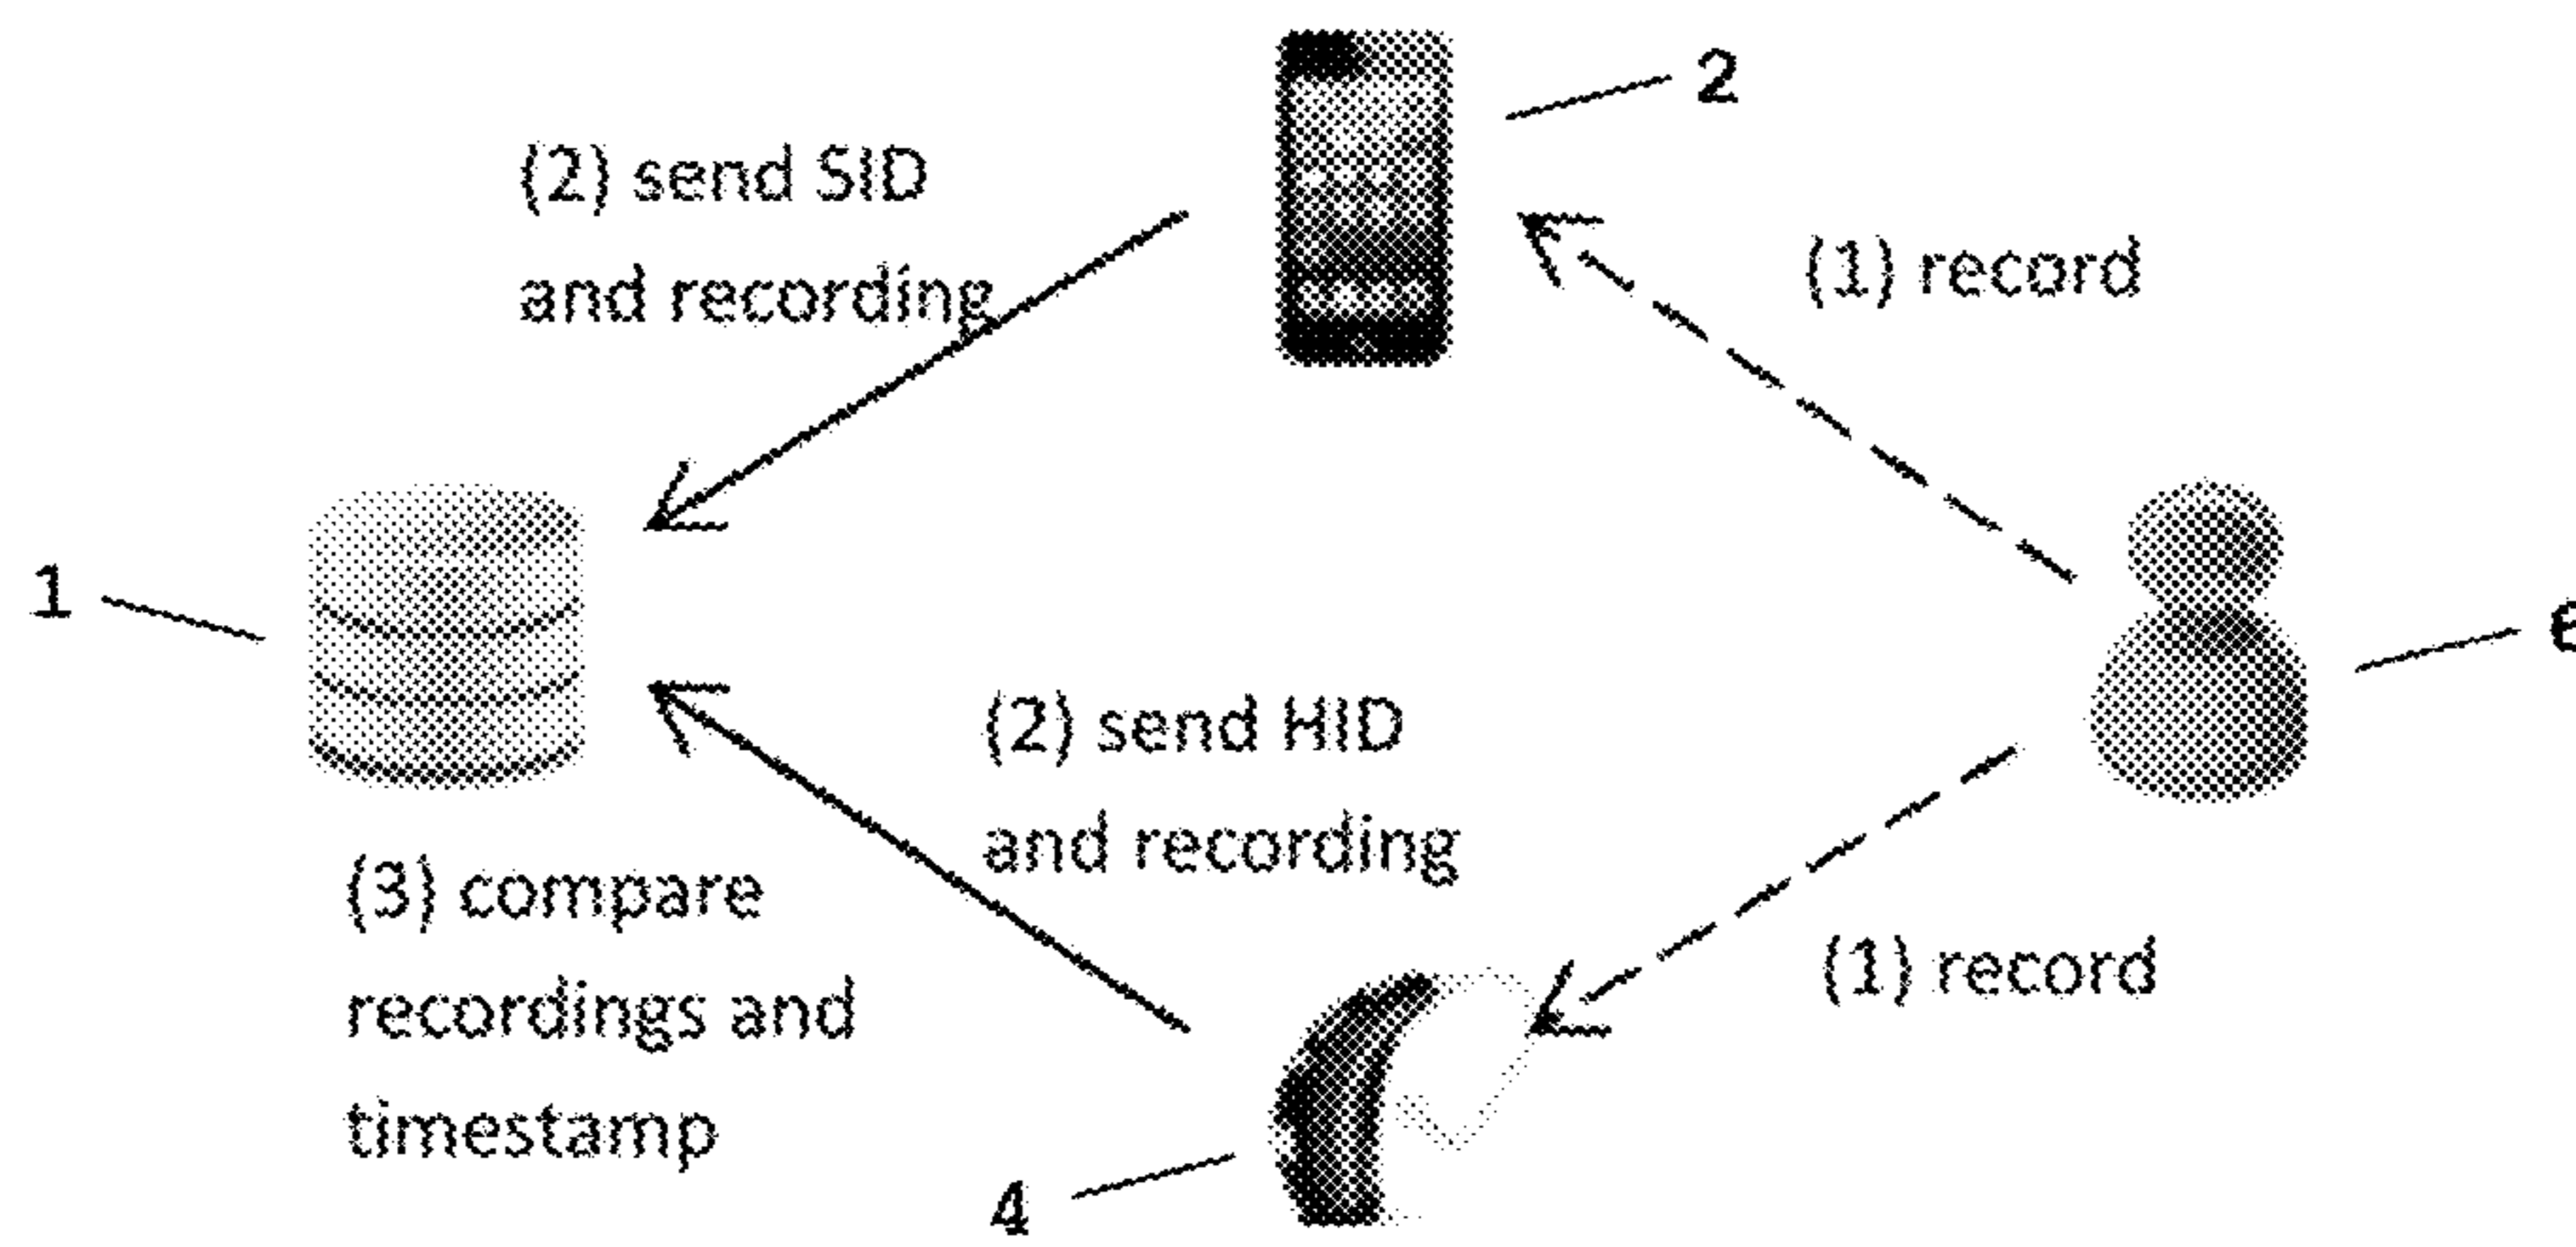 2
(2) send SID
and recording
(1) record
1
(2) send HID
and recording
(3) compare
recordings and
timestamp
(1) record
4